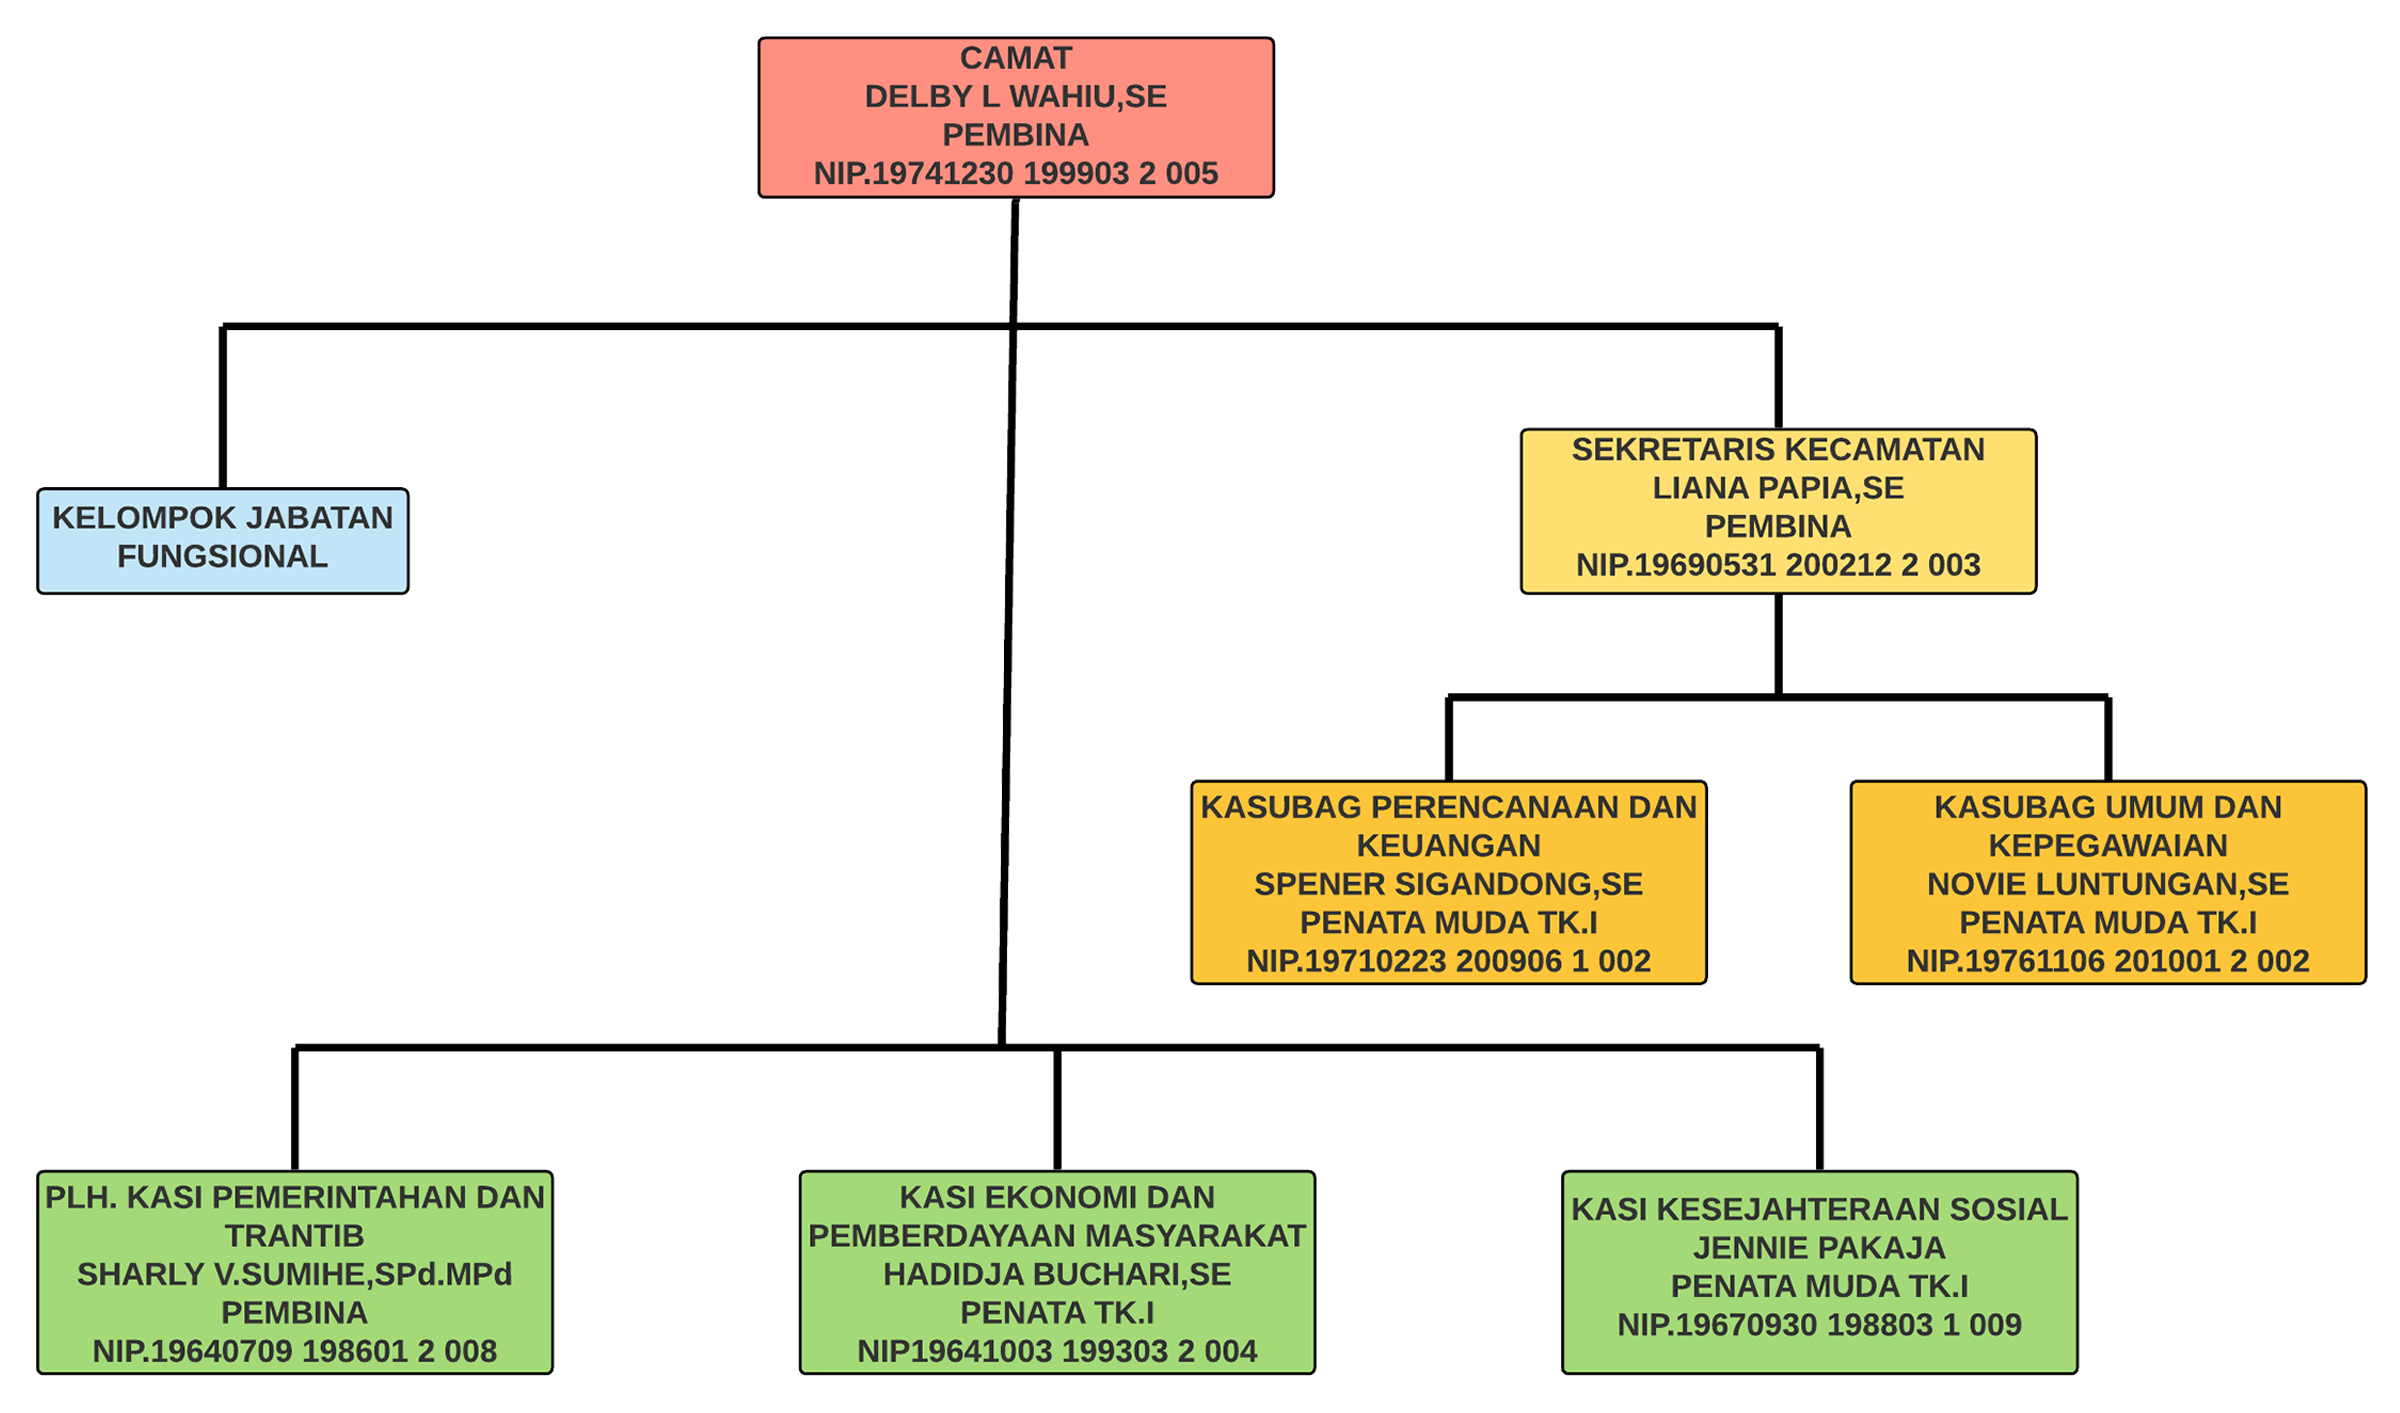 CAMAT
DELBY L WAHIU,SE
PEMBINA
NIP.19741230 199903 2 005
KELOMPOK JABATAN
FUNGSIONAL
SEKRETARIS KECAMATAN
LIANA PAPIA,SE
PEMBINA
NIP.19690531 200212 2 003
KASUBAG PERENCANAAN DAN
KEUANGAN
SPENER SIGANDONG,SE
PENATA MUDA TK.I
NIP.19710223 200906 1 002
KASUBAG UMUM DAN
KEPEGAWAIAN
NOVIE LUNTUNGAN,SE
PENATA MUDA TK.I
NIP.19761106 201001 2 002
PLH. KASI PEMERINTAHAN DAN
TRANTIB
SHARLY V.SUMIHE,SPd.MPd
PEMBINA
NIP.19640709 198601 2 008
KASI EKONOMI DAN
PEMBERDAYAAN MASYARAKAT
HADIDJA BUCHARI,SE
PENATA TK.I
NIP19641003 199303 2 004
KASI KESEJAHTERAAN SOSIAL
JENNIE PAKAJA
PENATA MUDA TK.I
NIP.19670930 198803 1 009